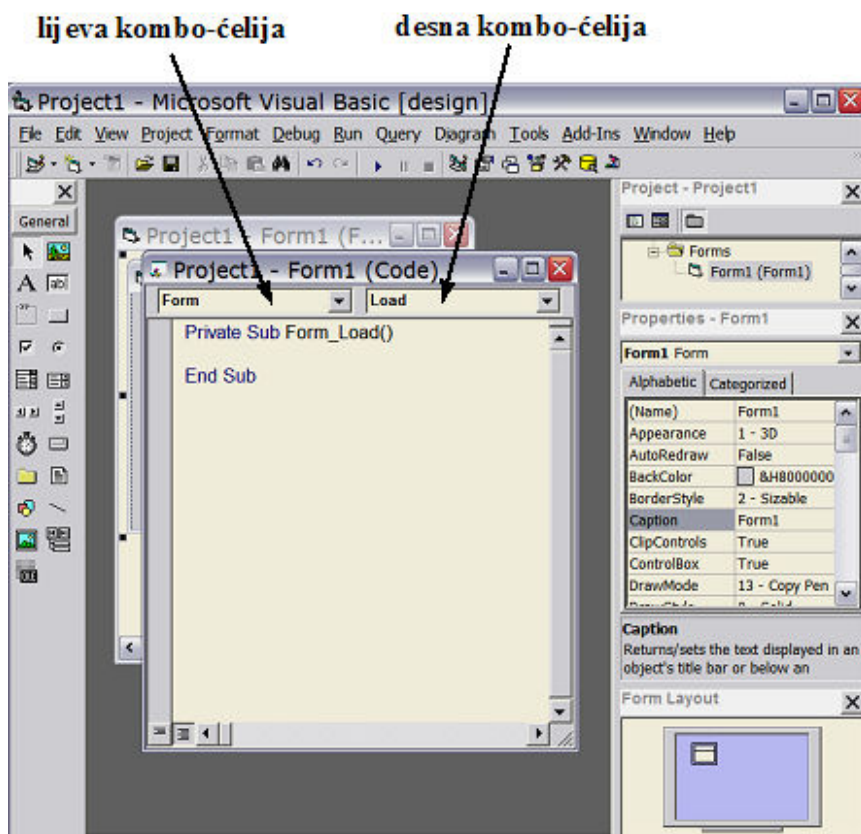 lijeva kombo-ćelija desna kombo-ćelija
Project1 - Microsoft Visual Basic [design]
File Edit View Project Format Debug Run Query Diagram Tools Add-Ins Window Help
General
Project1 - Form1 (F...
Project1 - Form1 (Code)
Form Load
Private Sub Form_Load()
End Sub
Project - Project1
Forms
Form1 (Form1)
Properties - Form1
Form1 Form
Alphabetic Categorized
(Name) Form1
Appearance 1 - 3D
AutoRedraw False
BackColor &H8000000
BorderStyle 2 - Sizable
Caption Form1
ClipControls True
ControlBox True
DrawMode 13 - Copy Pen
Caption
Returns/sets the text displayed in an
object's title bar or below an
Form Layout